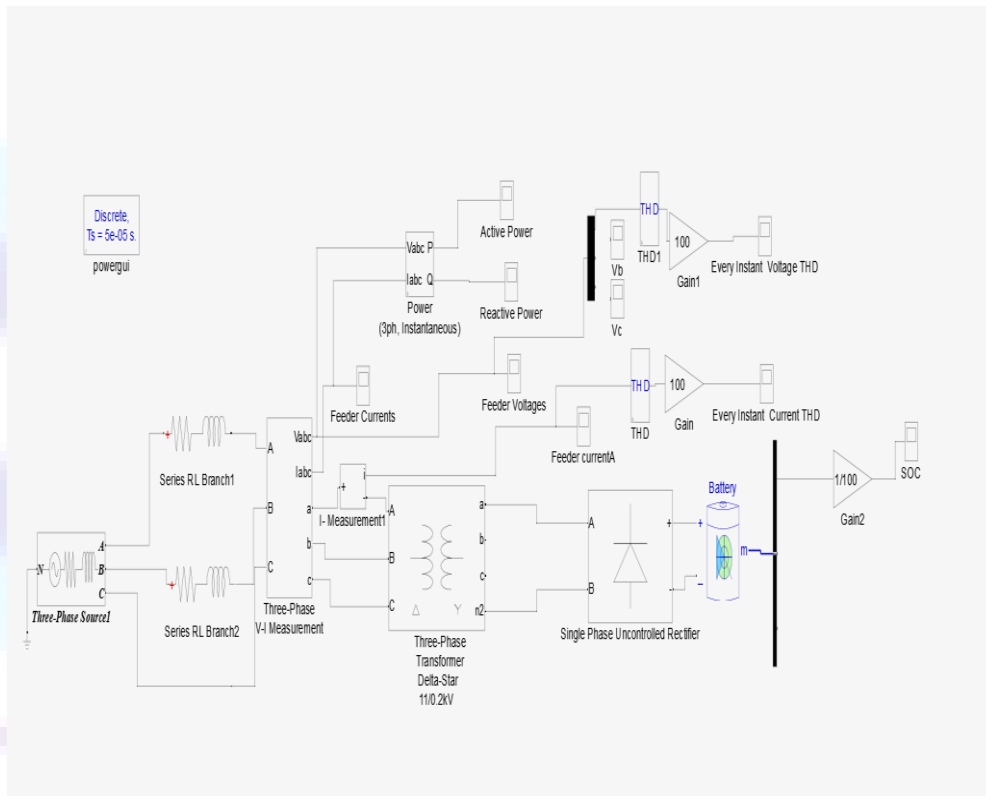 Discrete,
Ts = 5e-05 s.
powergui
Vabc P
Iabc Q
Power
(3ph, Instantaneous)
Active Power
Reactive Power
THD
THD1
100
Gain1
Every Instant Voltage THD
Vb
Vc
Feeder Currents
Feeder Voltages
THD
THD
100
Gain
Every Instant Current THD
Feeder currentA
Series RL Branch1
A
B
C
Vabc
Iabc
a
b
c
Three-Phase
V-I Measurement
+
i
-
I- Measurement1
N
A
B
C
Three-Phase Source1
Series RL Branch2
A
B
C
a
b
c
n2
Δ Y
Three-Phase
Transformer
Delta-Star
11/0.2kV
A
B
+
-
Single Phase Uncontrolled Rectifier
Battery
+
m
-
1/100
Gain2
SOC